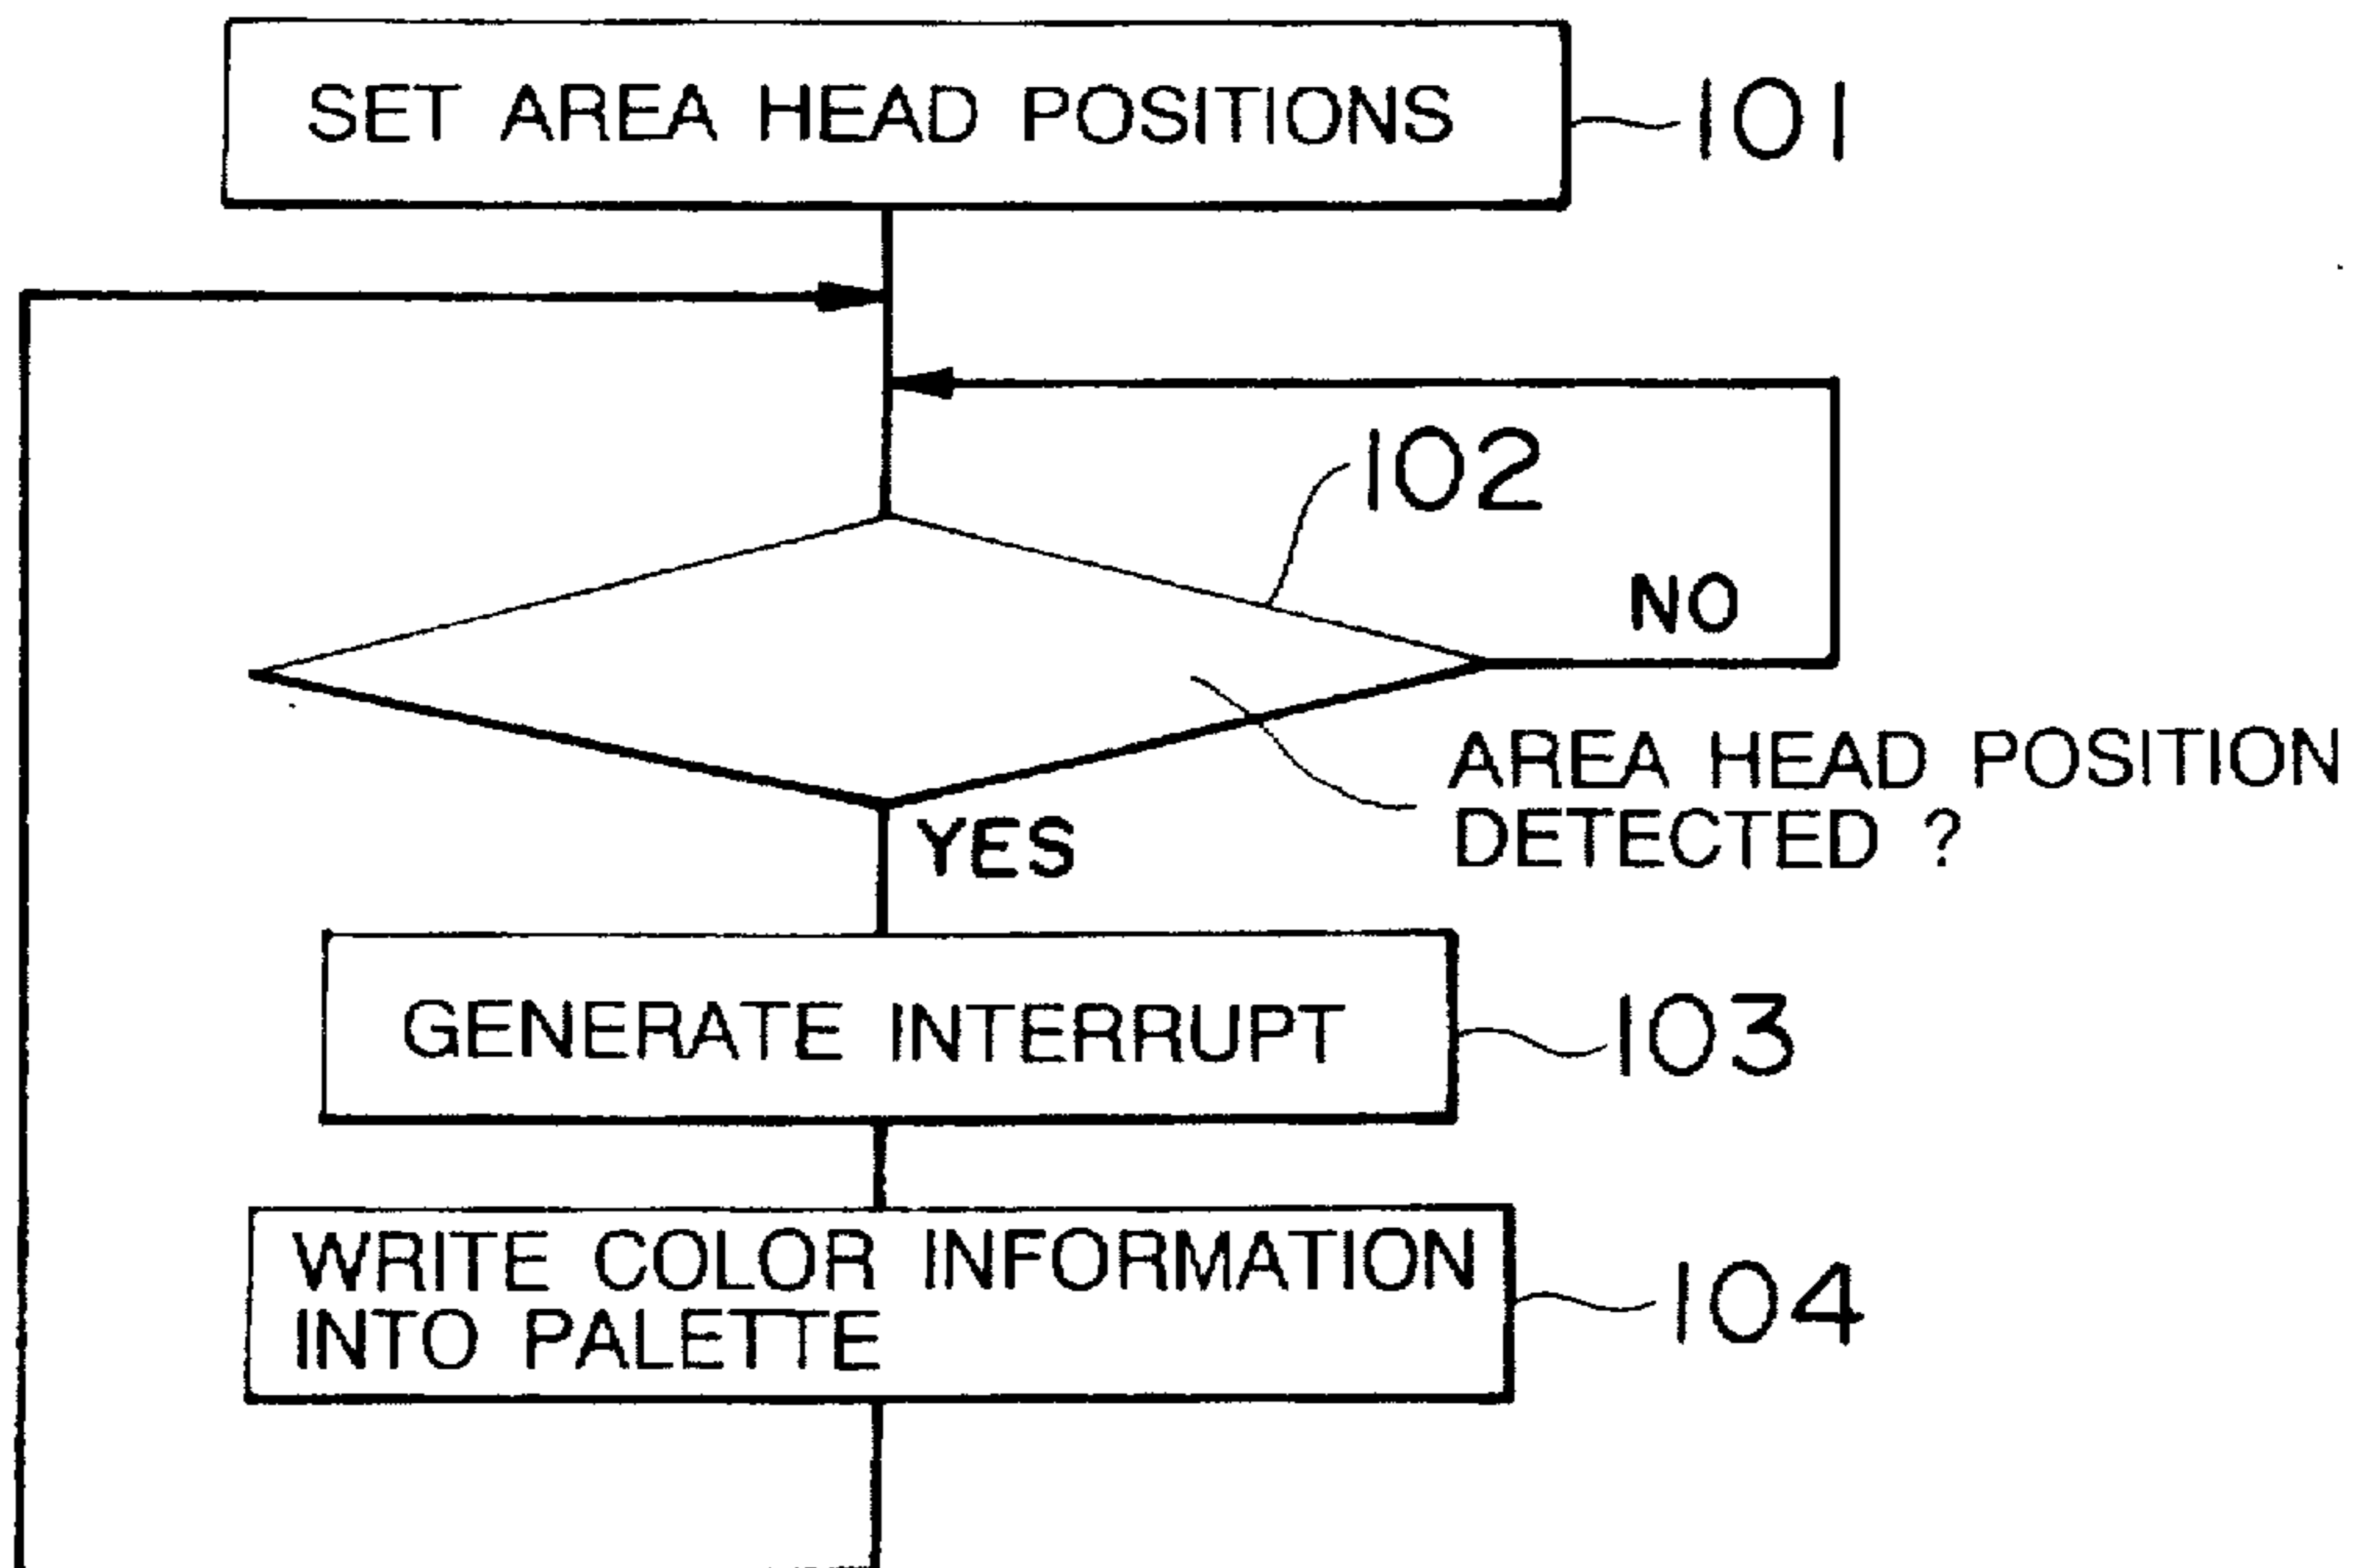 SET AREA HEAD POSITIONS
101
102
NO
AREA HEAD POSITION
DETECTED ?
YES
GENERATE INTERRUPT
103
WRITE COLOR INFORMATION
INTO PALETTE
104